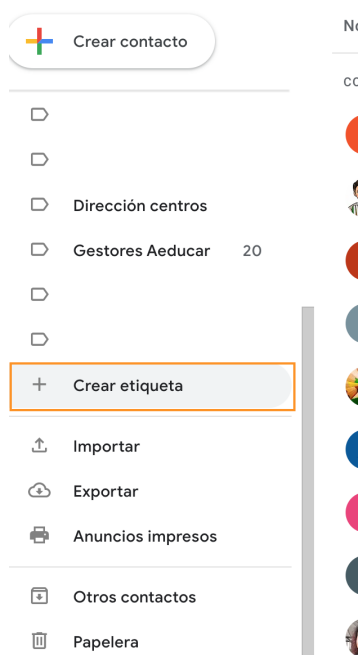 Crear contacto
Dirección centros
Gestores Aeducar 20
Crear etiqueta
Importar
Exportar
Anuncios impresos
Otros contactos
Papelera